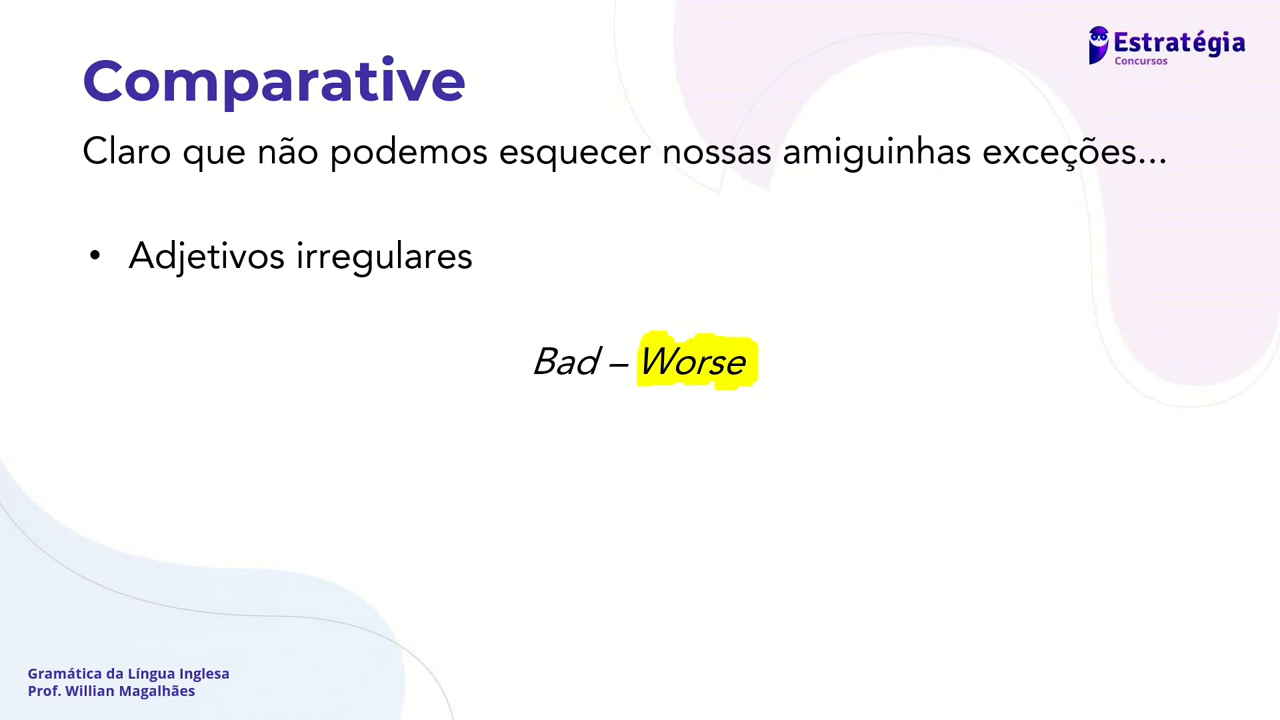 Estratégia
Concursos
Comparative
Claro que não podemos esquecer nossas amiguinhas exceções...
• Adjetivos irregulares
Bad – Worse
Gramática da Língua Inglesa
Prof. Willian Magalhães